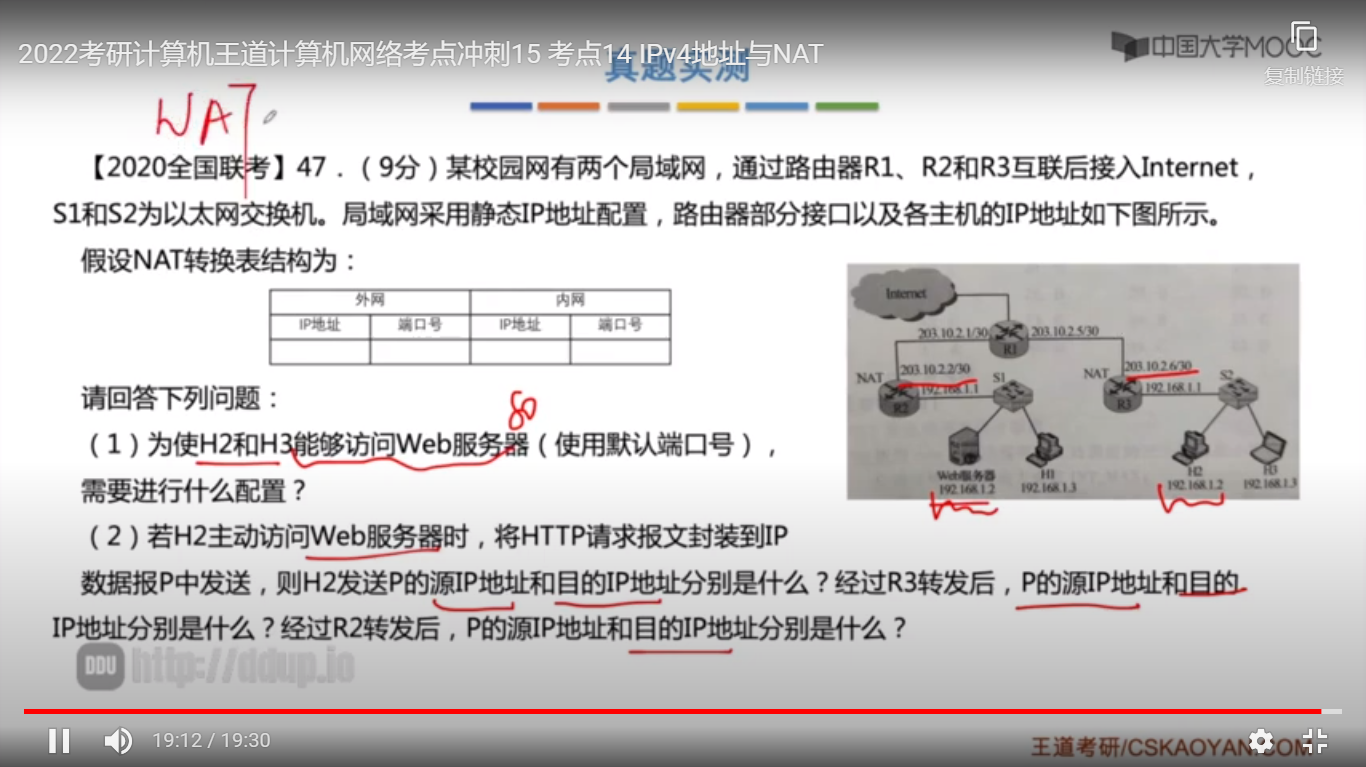 2022考研计算机王道计算机网络考点冲刺15 考点14 IPv4地址与NAT
真题实测
中国大学MOOC
复制链接
NAT
【2020全国联考】47．（9分）某校园网有两个局域网，通过路由器R1、R2和R3互联后接入Internet，
S1和S2为以太网交换机。局域网采用静态IP地址配置，路由器部分接口以及各主机的IP地址如下图所示。
假设NAT转换表结构为：
外网 内网
IP地址 端口号 IP地址 端口号
Internet
203.10.2.1/30 203.10.2.5/30
R1
NAT 203.10.2.2/30 S1 NAT 203.10.2.6/30 S2
192.168.1.1 192.168.1.1
R2 R3
Web服务器 H1 H2 H3
192.168.1.2 192.168.1.3 192.168.1.2 192.168.1.3
请回答下列问题：
80
（1）为使H2和H3能够访问Web服务器（使用默认端口号），
需要进行什么配置？
（2）若H2主动访问Web服务器时，将HTTP请求报文封装到IP
数据报P中发送，则H2发送P的源IP地址和目的IP地址分别是什么？经过R3转发后，P的源IP地址和目的
IP地址分别是什么？经过R2转发后，P的源IP地址和目的IP地址分别是什么？
DDU http://ddup.io
19:12 / 19:30
王道考研/CSKAOYAN.COM